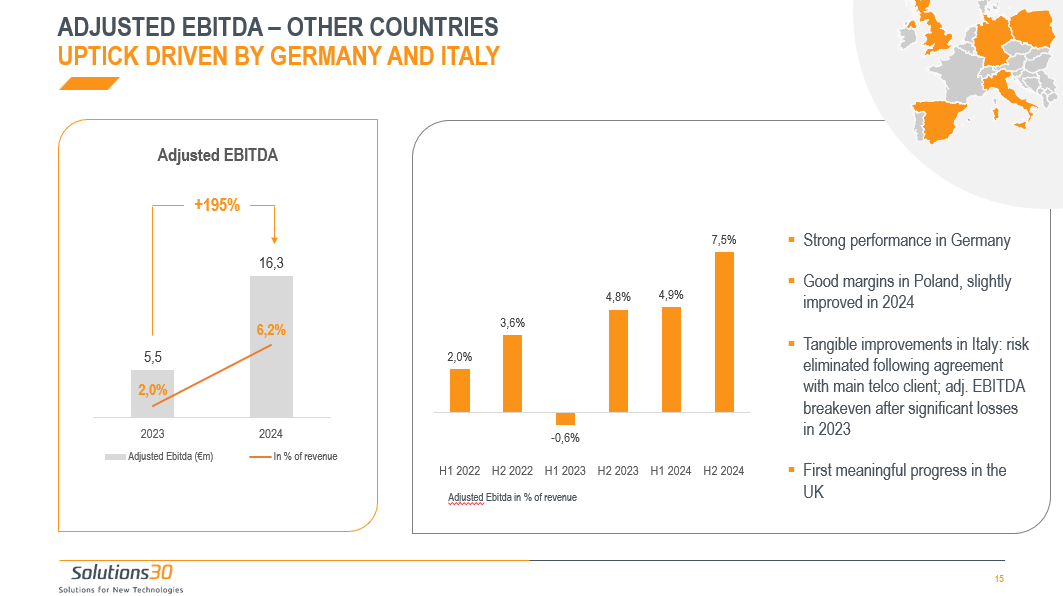 ADJUSTED EBITDA – OTHER COUNTRIES
UPTICK DRIVEN BY GERMANY AND ITALY
Adjusted EBITDA
+195%
16,3
6,2%
5,5
2,0%
2023 2024
Adjusted Ebitda (€m) In % of revenue
7,5%
4,8%
4,9%
3,6%
2,0%
-0,6%
H1 2022 H2 2022 H1 2023 H2 2023 H1 2024 H2 2024
Adjusted Ebitda in % of revenue
▪ Strong performance in Germany
▪ Good margins in Poland, slightly
improved in 2024
▪ Tangible improvements in Italy: risk
eliminated following agreement
with main telco client; adj. EBITDA
breakeven after significant losses
in 2023
▪ First meaningful progress in the
UK
Solutions30
Solutions for New Technologies
15